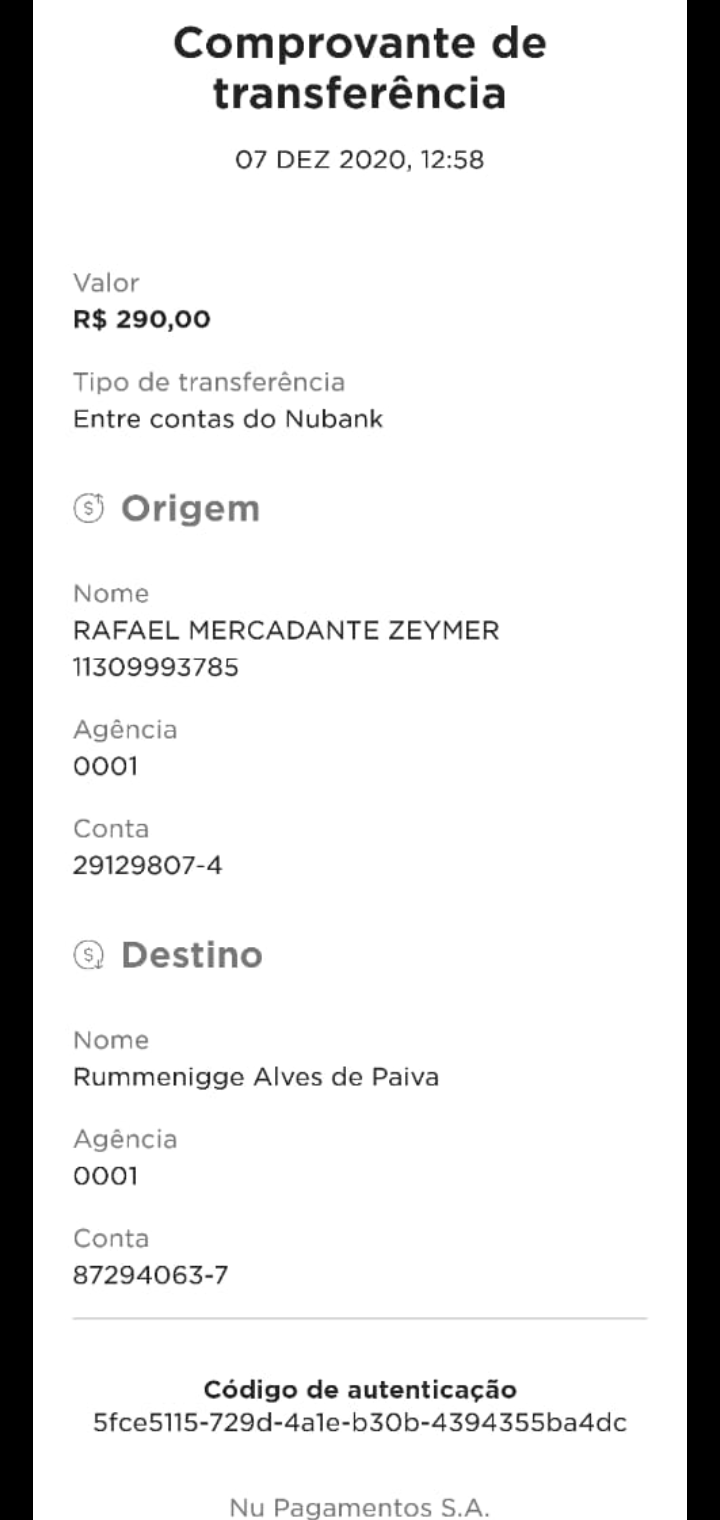 Comprovante de
transferência
07 DEZ 2020, 12:58
Valor
R$ 290,00
Tipo de transferência
Entre contas do Nubank
Origem
Nome
RAFAEL MERCADANTE ZEYMER
11309993785
Agência
0001
Conta
29129807-4
Destino
Nome
Rummenigge Alves de Paiva
Agência
0001
Conta
87294063-7
Código de autenticação
5fce5115-729d-4a1e-b30b-4394355ba4dc
Nu Pagamentos S.A.